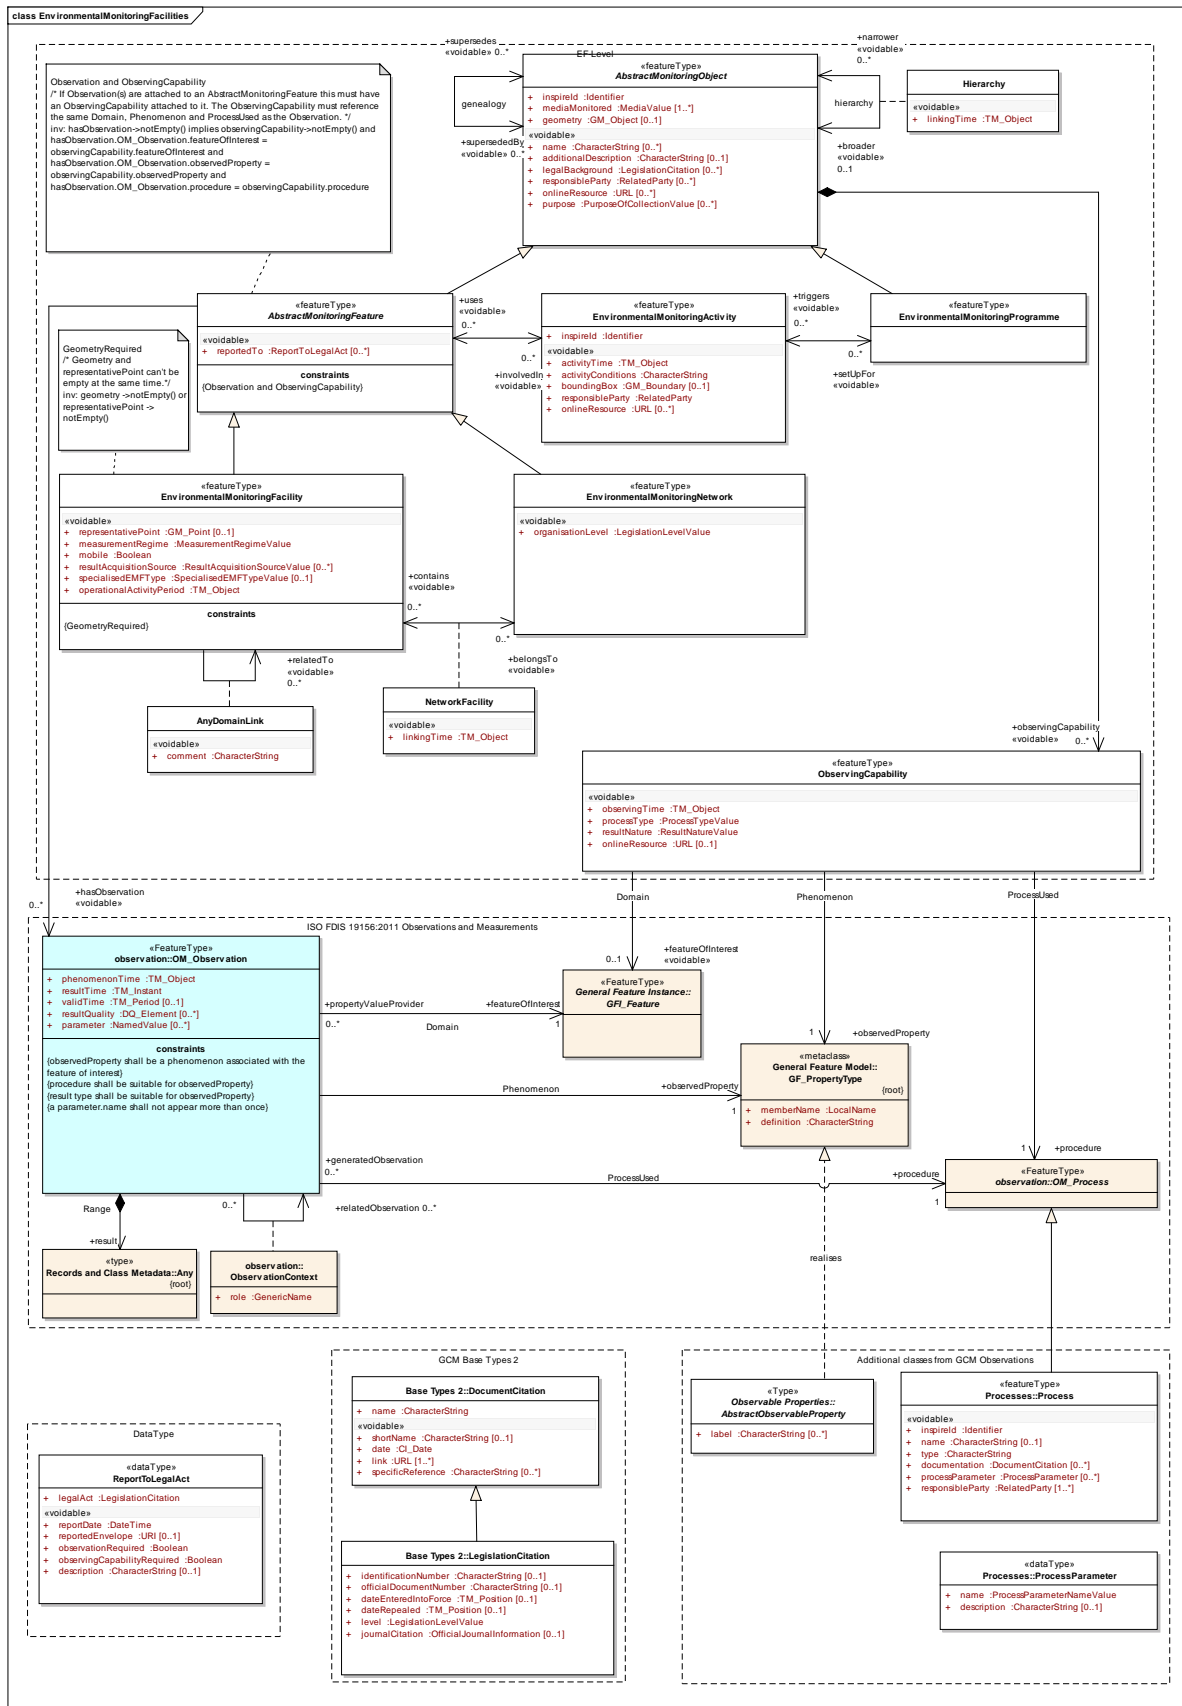 class EnvironmentalMonitoringFacilities
EF Level
Observation and ObservingCapability
/* If Observation(s) are attached to an AbstractMonitoringFeature this must have
an ObservingCapability attached to it. The ObservingCapability must reference
the same Domain, Phenomenon and ProcessUsed as the Observation. */
inv: hasObservation->notEmpty() implies observingCapability->notEmpty() and
hasObservation.OM_Observation.featureOfInterest =
observingCapability.featureOfInterest and
hasObservation.OM_Observation.observedProperty =
observingCapability.observedProperty and
hasObservation.OM_Observation.procedure = observingCapability.procedure
+supersedes
«voidable» 0..*
genealogy
+supersededBy
«voidable» 0..*
«featureType»
AbstractMonitoringObject
+ inspireId :Identifier
+ mediaMonitored :MediaValue [1..*]
+ geometry :GM_Object [0..1]
«voidable»
+ name :CharacterString [0..*]
+ additionalDescription :CharacterString [0..1]
+ legalBackground :LegislationCitation [0..*]
+ responsibleParty :RelatedParty [0..*]
+ onlineResource :URL [0..*]
+ purpose :PurposeOfCollectionValue [0..*]
+narrower
«voidable»
0..*
hierarchy
+broader
«voidable»
0..1
Hierarchy
«voidable»
+ linkingTime :TM_Object
GeometryRequired
/* Geometry and
representativePoint can't be
empty at the same time.*/
inv: geometry ->notEmpty() or
representativePoint ->
notEmpty()
«featureType»
AbstractMonitoringFeature
«voidable»
+ reportedTo :ReportToLegalAct [0..*]
constraints
{Observation and ObservingCapability}
+uses
«voidable»
0..*
0..*
+involvedIn
«voidable»
«featureType»
EnvironmentalMonitoringActivity
+ inspireId :Identifier
«voidable»
+ activityTime :TM_Object
+ activityConditions :CharacterString
+ boundingBox :GM_Boundary [0..1]
+ responsibleParty :RelatedParty
+ onlineResource :URL [0..*]
+triggers
«voidable»
0..*
0..*
+setUpFor
«voidable»
«featureType»
EnvironmentalMonitoringProgramme
«featureType»
EnvironmentalMonitoringFacility
«voidable»
+ representativePoint :GM_Point [0..1]
+ measurementRegime :MeasurementRegimeValue
+ mobile :Boolean
+ resultAcquisitionSource :ResultAcquisitionSourceValue [0..*]
+ specialisedEMFType :SpecialisedEMFTypeValue [0..1]
+ operationalActivityPeriod :TM_Object
constraints
{GeometryRequired}
+contains
«voidable»
0..*
0..*
+belongsTo
«voidable»
«featureType»
EnvironmentalMonitoringNetwork
«voidable»
+ organisationLevel :LegislationLevelValue
+relatedTo
«voidable»
0..*
AnyDomainLink
«voidable»
+ comment :CharacterString
NetworkFacility
«voidable»
+ linkingTime :TM_Object
+observingCapability
«voidable» 0..*
«featureType»
ObservingCapability
«voidable»
+ observingTime :TM_Object
+ processType :ProcessTypeValue
+ resultNature :ResultNatureValue
+ onlineResource :URL [0..1]
+hasObservation
0..* «voidable»
Domain
Phenomenon
ProcessUsed
ISO FDIS 19156:2011 Observations and Measurements
«FeatureType»
observation::OM_Observation
+ phenomenonTime :TM_Object
+ resultTime :TM_Instant
+ validTime :TM_Period [0..1]
+ resultQuality :DQ_Element [0..*]
+ parameter :NamedValue [0..*]
constraints
{observedProperty shall be a phenomenon associated with the
feature of interest}
{procedure shall be suitable for observedProperty}
{result type shall be suitable for observedProperty}
{a parameter.name shall not appear more than once}
+featureOfInterest
0..1 «voidable»
+propertyValueProvider
0..*
Domain
+featureOfInterest
1
«FeatureType»
General Feature Instance::
GFI_Feature
1 +observedProperty
Phenomenon
+observedProperty
1
«metaclass»
General Feature Model::
GF_PropertyType
{root}
+ memberName :LocalName
+ definition :CharacterString
+generatedObservation
0..*
ProcessUsed
+procedure
1
1 +procedure
«FeatureType»
observation::OM_Process
Range
+result
0..*
+relatedObservation 0..*
«type»
Records and Class Metadata::Any
{root}
observation::
ObservationContext
+ role :GenericName
realises
GCM Base Types 2
Base Types 2::DocumentCitation
+ name :CharacterString
«voidable»
+ shortName :CharacterString [0..1]
+ date :CI_Date
+ link :URL [1..*]
+ specificReference :CharacterString [0..*]
Base Types 2::LegislationCitation
+ identificationNumber :CharacterString [0..1]
+ officialDocumentNumber :CharacterString [0..1]
+ dateEnteredIntoForce :TM_Position [0..1]
+ dateRepealed :TM_Position [0..1]
+ level :LegislationLevelValue
+ journalCitation :OfficialJournalInformation [0..1]
Additional classes from GCM Observations
«Type»
Observable Properties::
AbstractObservableProperty
+ label :CharacterString [0..*]
«featureType»
Processes::Process
«voidable»
+ inspireId :Identifier
+ name :CharacterString [0..1]
+ type :CharacterString
+ documentation :DocumentCitation [0..*]
+ processParameter :ProcessParameter [0..*]
+ responsibleParty :RelatedParty [1..*]
«dataType»
Processes::ProcessParameter
+ name :ProcessParameterNameValue
+ description :CharacterString [0..1]
DataType
«dataType»
ReportToLegalAct
+ legalAct :LegislationCitation
«voidable»
+ reportDate :DateTime
+ reportedEnvelope :URI [0..1]
+ observationRequired :Boolean
+ observingCapabilityRequired :Boolean
+ description :CharacterString [0..1]